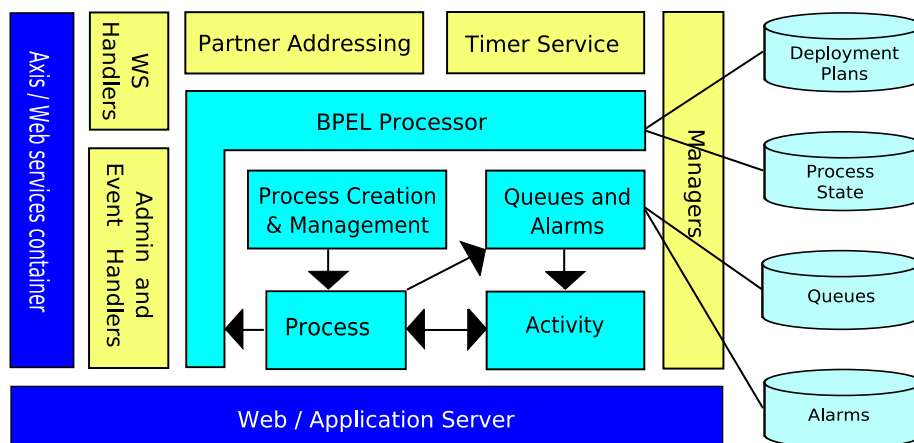 Axis / Web services container
WS
Handlers
Admin and
Event Handlers
Partner Addressing
Timer Service
BPEL Processor
Process Creation
& Management
Queues and
Alarms
Process
Activity
Managers
Web / Application Server
Deployment
Plans
Process
State
Queues
Alarms